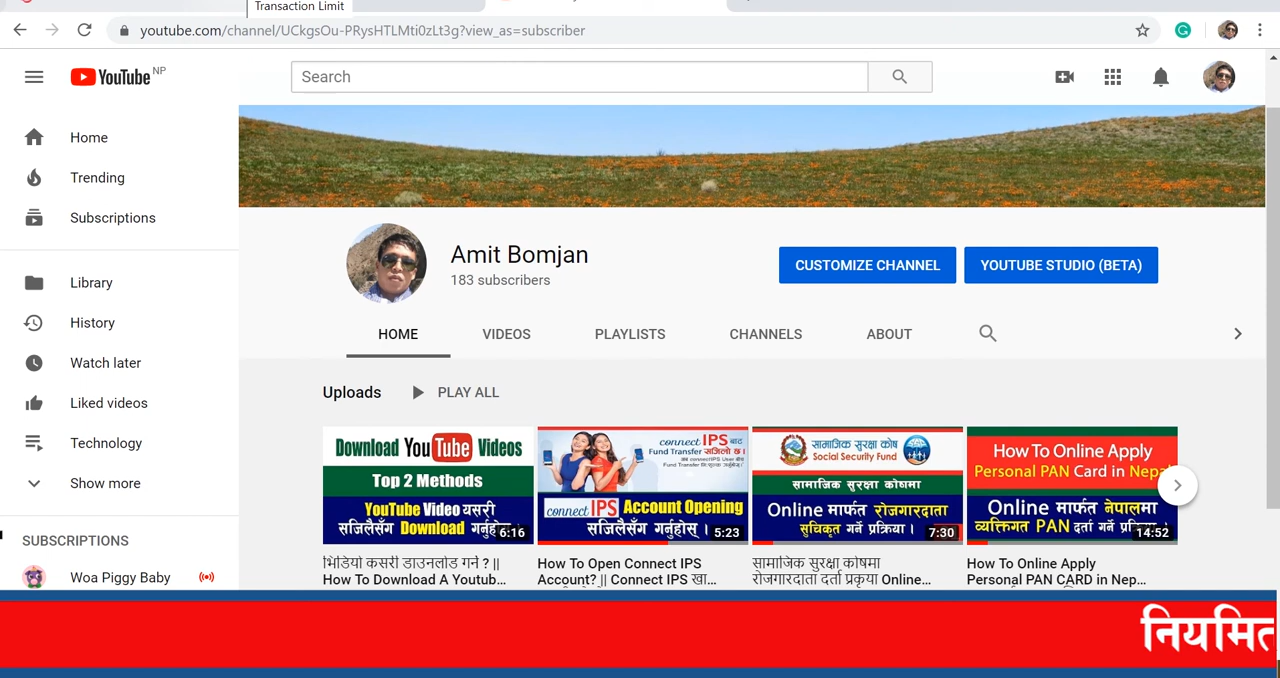 Transaction Limit
youtube.com/channel/UCkgsOu-PRysHTLMti0zLt3g?view_as=subscriber
YouTube NP
Search
Home
Trending
Subscriptions
Library
History
Watch later
Liked videos
Technology
Show more
SUBSCRIPTIONS
Woa Piggy Baby
Amit Bomjan
183 subscribers
CUSTOMIZE CHANNEL
YOUTUBE STUDIO (BETA)
HOME
VIDEOS
PLAYLISTS
CHANNELS
ABOUT
Uploads
PLAY ALL
Download YouTube Videos
Top 2 Methods
YouTube Video यसरी
सजिलैसँग Download गर्नुहोस्
6:16
भिडियो कसरी डाउनलोड गर्ने ? ||
How To Download A Youtub...
connect IPS बाट
Fund Transfer सजिलो छ ।
connect IPS Account Opening
सजिलैसँग गर्नुहोस् ।
5:23
How To Open Connect IPS
Account? || Connect IPS खा...
सामाजिक सुरक्षा कोष
Social Security Fund
सामाजिक सुरक्षा कोषमा
Online मार्फत रोजगारदाता
सुचिकृत गर्ने प्रक्रिया ।
7:30
सामाजिक सुरक्षा कोषमा
रोजगारदाता दर्ता प्रकृया Online...
How To Online Apply
Personal PAN Card in Nepal
Online मार्फत नेपालमा
व्यक्तिगत PAN दर्ता गर्ने
14:52
How To Online Apply
Personal PAN CARD in Nep...
नियमित